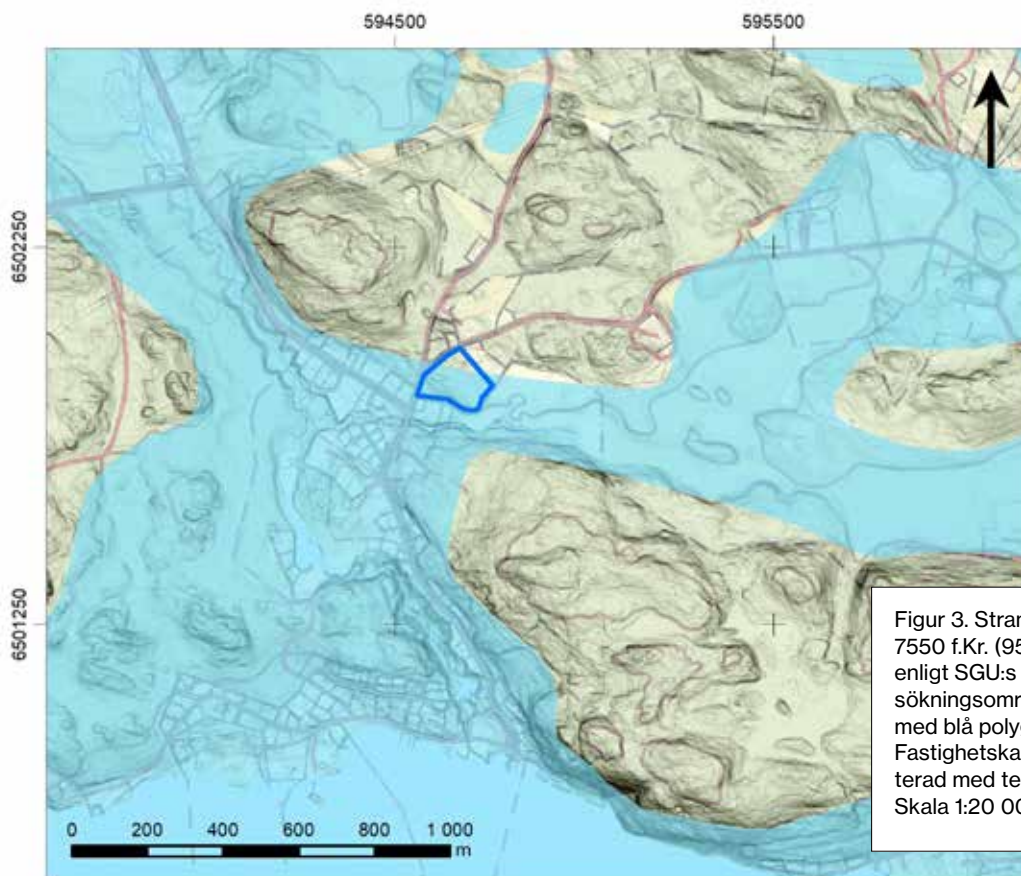 594500 595500
6502250
6501250
Figur 3. Stran
7550 f.Kr. (95
enligt SGU:s
sökningsomr
med blå poly
Fastighetska
terad med te
Skala 1:20 00
0 200 400 600 800 1 000
m